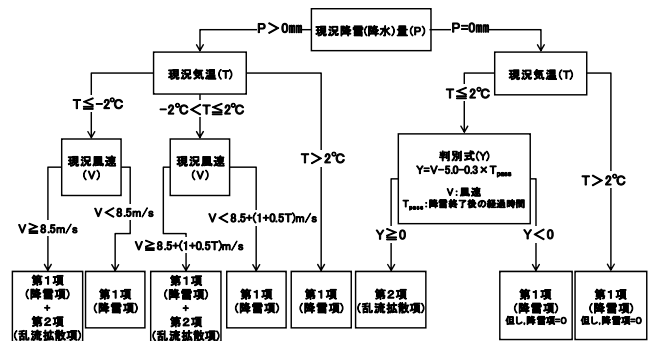 現況降雪(降水)量(P)
P>0mm
P=0mm
現況気温(T)
現況気温(T)
T≦-2℃
-2℃<T≦2℃
T>2℃
T≦2℃
T>2℃
現況風速
(V)
現況風速
(V)
判別式(Y)
Y=V-5.0-0.3×Tpass
V:風速
Tpass:降雪終了後の経過時間
V≧8.5m/s
V<8.5m/s
V≧8.5+(1+0.5T)m/s
V<8.5+(1+0.5T)m/s
Y≧0
Y<0
第1項
(降雪項)
+
第2項
(乱流拡散項)
第1項
(降雪項)
第1項
(降雪項)
+
第2項
(乱流拡散項)
第1項
(降雪項)
第1項
(降雪項)
第2項
(乱流拡散項)
第1項
(降雪項)
但し,降雪項=0
第1項
(降雪項)
但し,降雪項=0